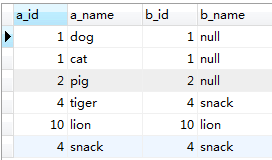 a_id a_name b_id b_name
1 dog 1 null
1 cat 1 null
2 pig 2 null
4 tiger 4 snack
10 lion 10 lion
4 snack 4 snack